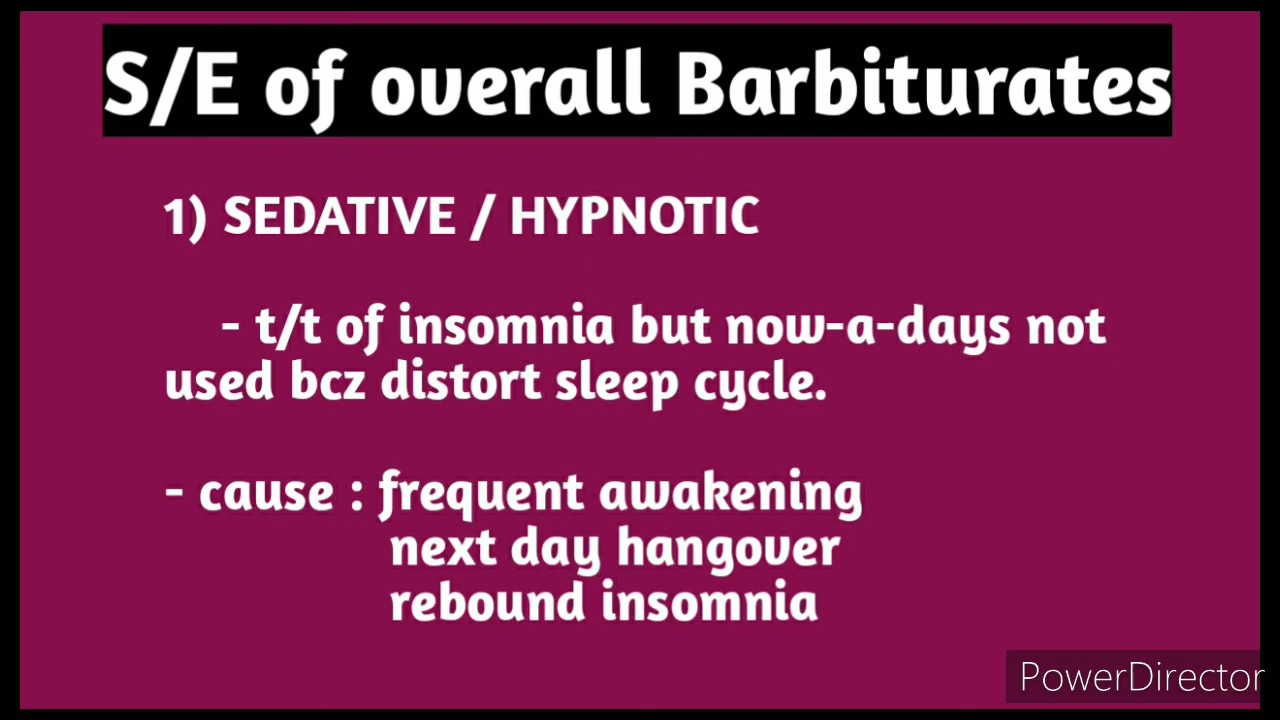 S/E of overall Barbiturates
1) SEDATIVE / HYPNOTIC
- t/t of insomnia but now-a-days not
used bcz distort sleep cycle.
- cause : frequent awakening
next day hangover
rebound insomnia
PowerDirector